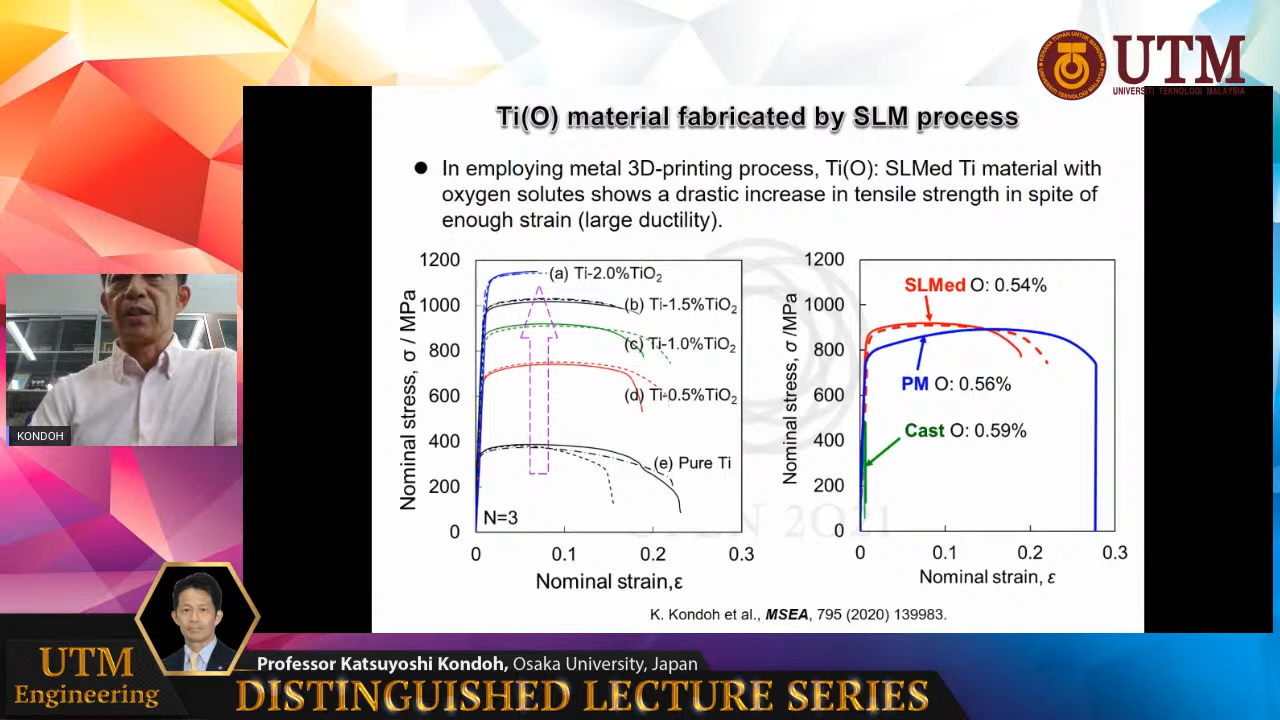 UTM
UNIVERSITI TEKNOLOGI MALAYSIA
Ti(O) material fabricated by SLM process
● In employing metal 3D-printing process, Ti(O): SLMed Ti material with
oxygen solutes shows a drastic increase in tensile strength in spite of
enough strain (large ductility).
1200
1000
800
600
400
200
0
Nominal stress, σ / MPa
(a) Ti-2.0%TiO₂
(b) Ti-1.5%TiO₂
(c) Ti-1.0%TiO₂
(d) Ti-0.5%TiO₂
(e) Pure Ti
N=3
0 0.1 0.2 0.3
Nominal strain,ε
1200
1000
800
600
400
200
0
Nominal stress, σ /MPa
SLMed O: 0.54%
PM O: 0.56%
Cast O: 0.59%
0 0.1 0.2 0.3
Nominal strain, ε
K. Kondoh et al., MSEA, 795 (2020) 139983.
KONDOH
Professor Katsuyoshi Kondoh, Osaka University, Japan
UTM
Engineering
DISTINGUISHED LECTURE SERIES